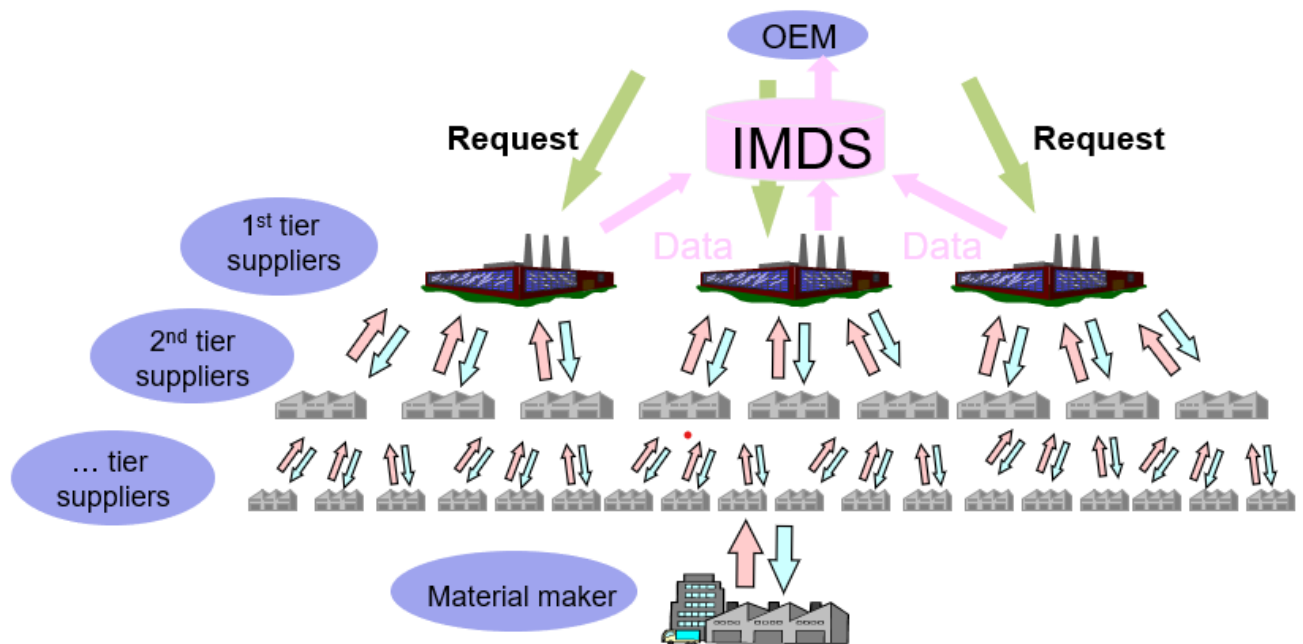 OEM
IMDS
Request
Request
1st tier
suppliers
Data
Data
2nd tier
suppliers
… tier
suppliers
Material maker